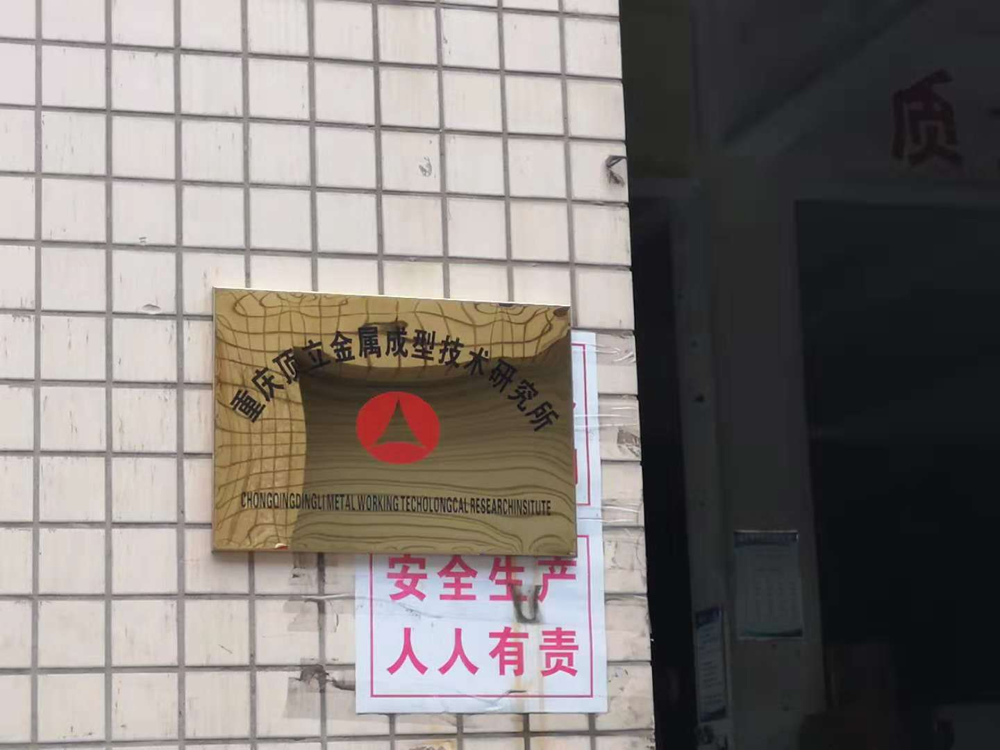 重庆顶立金属成型技术研究所
CHONGQINGDINGLI METAL WORKING TECHOLONGCAL RESEARCHINSITUTE
安全生产
人人有责
质